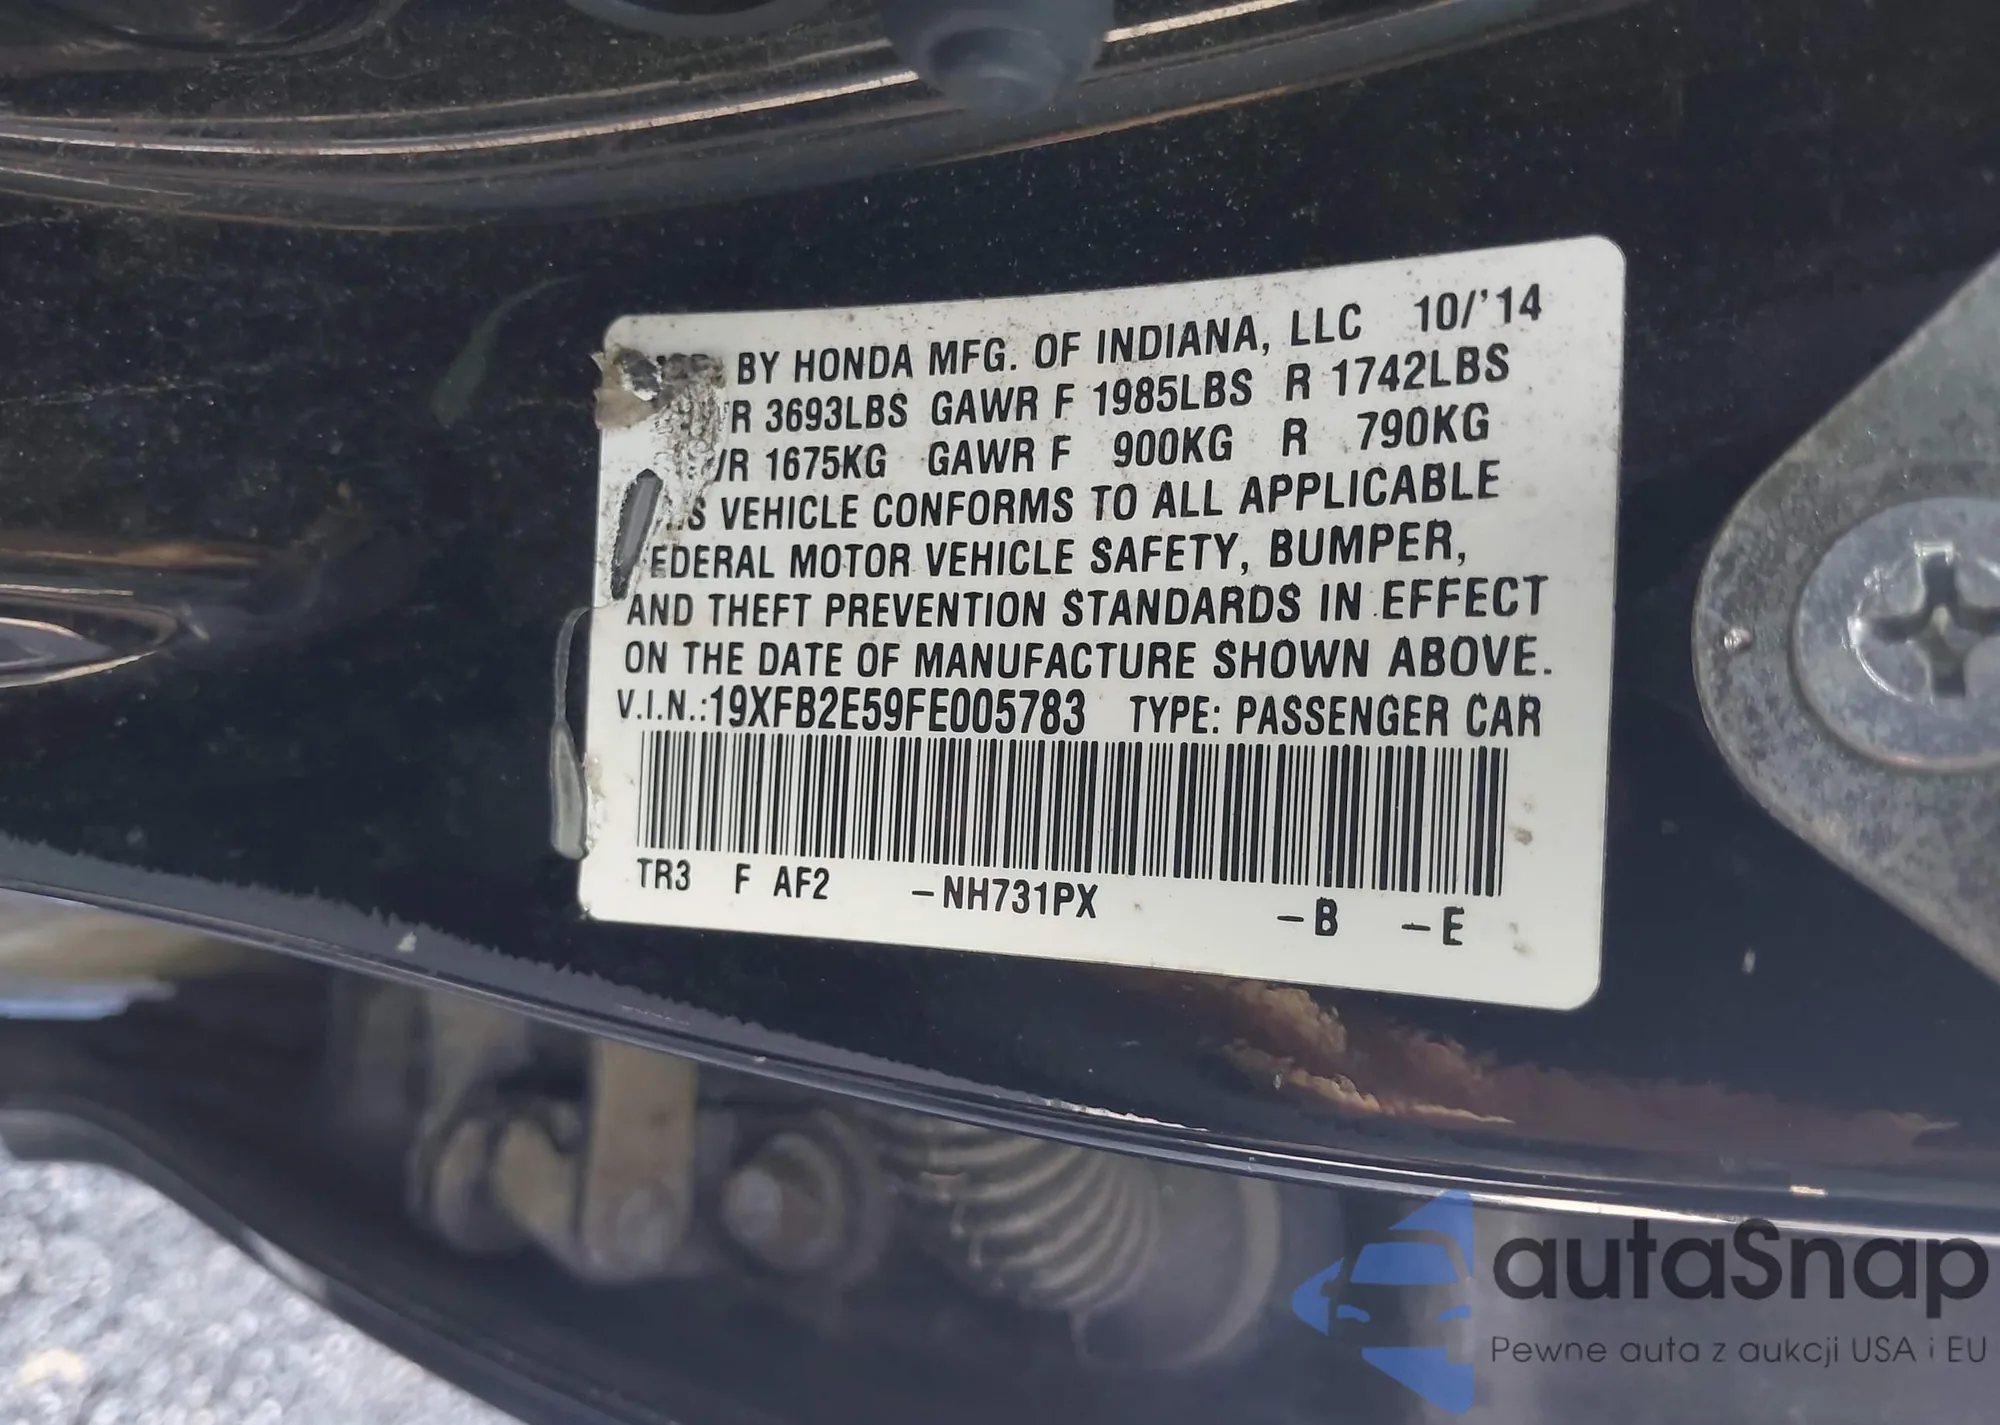 BY HONDA MFG. OF INDIANA, LLC 10/'14
3693LBS GAWR F 1985LBS R 1742LBS
1675KG GAWR F 900KG R 790KG
VEHICLE CONFORMS TO ALL APPLICABLE
EDERAL MOTOR VEHICLE SAFETY, BUMPER,
AND THEFT PREVENTION STANDARDS IN EFFECT
ON THE DATE OF MANUFACTURE SHOWN ABOVE.
V.I.N.:19XFB2E59FE005783 TYPE: PASSENGER CAR
TR3 F AF2 -NH731PX -B -E
autaSnap
Pewne auta z aukcji USA i EU